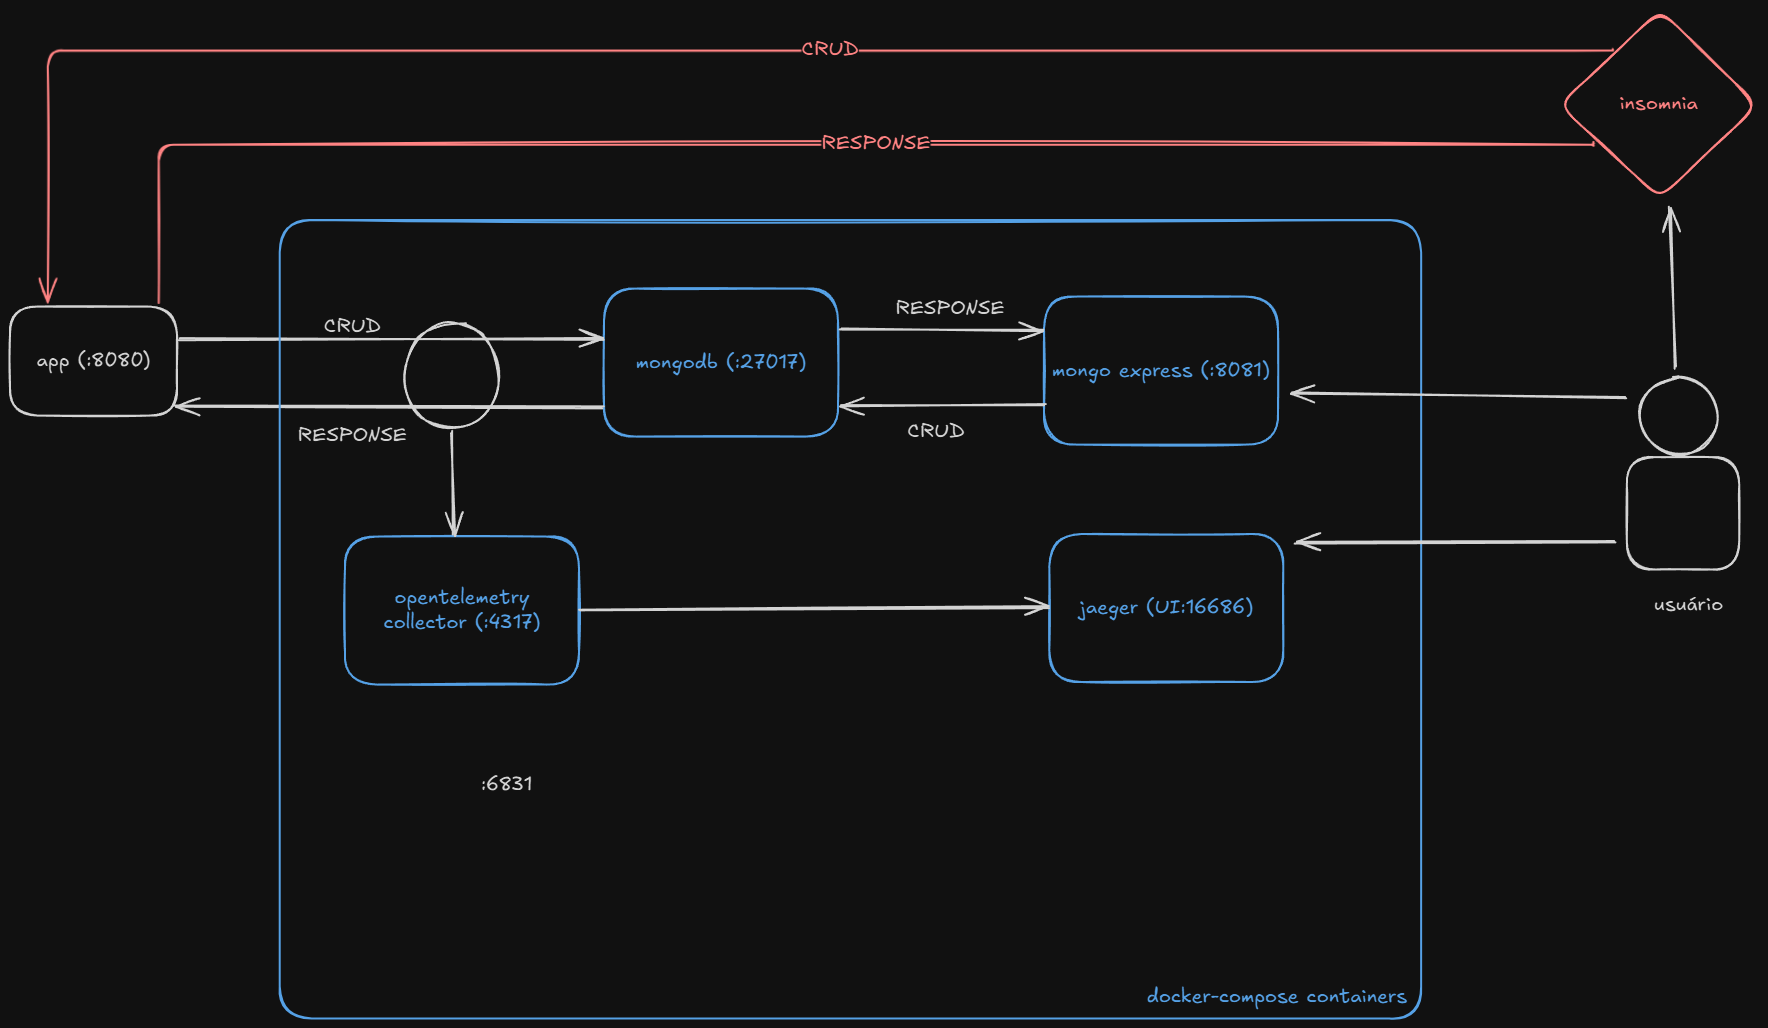 CRUD
insomnia
RESPONSE
CRUD
RESPONSE
app (:8080)
mongodb (:27017)
mongo express (:8081)
RESPONSE
CRUD
opentelemetry
collector (:4317)
jaeger (UI:16686)
usuário
:6831
docker-compose containers